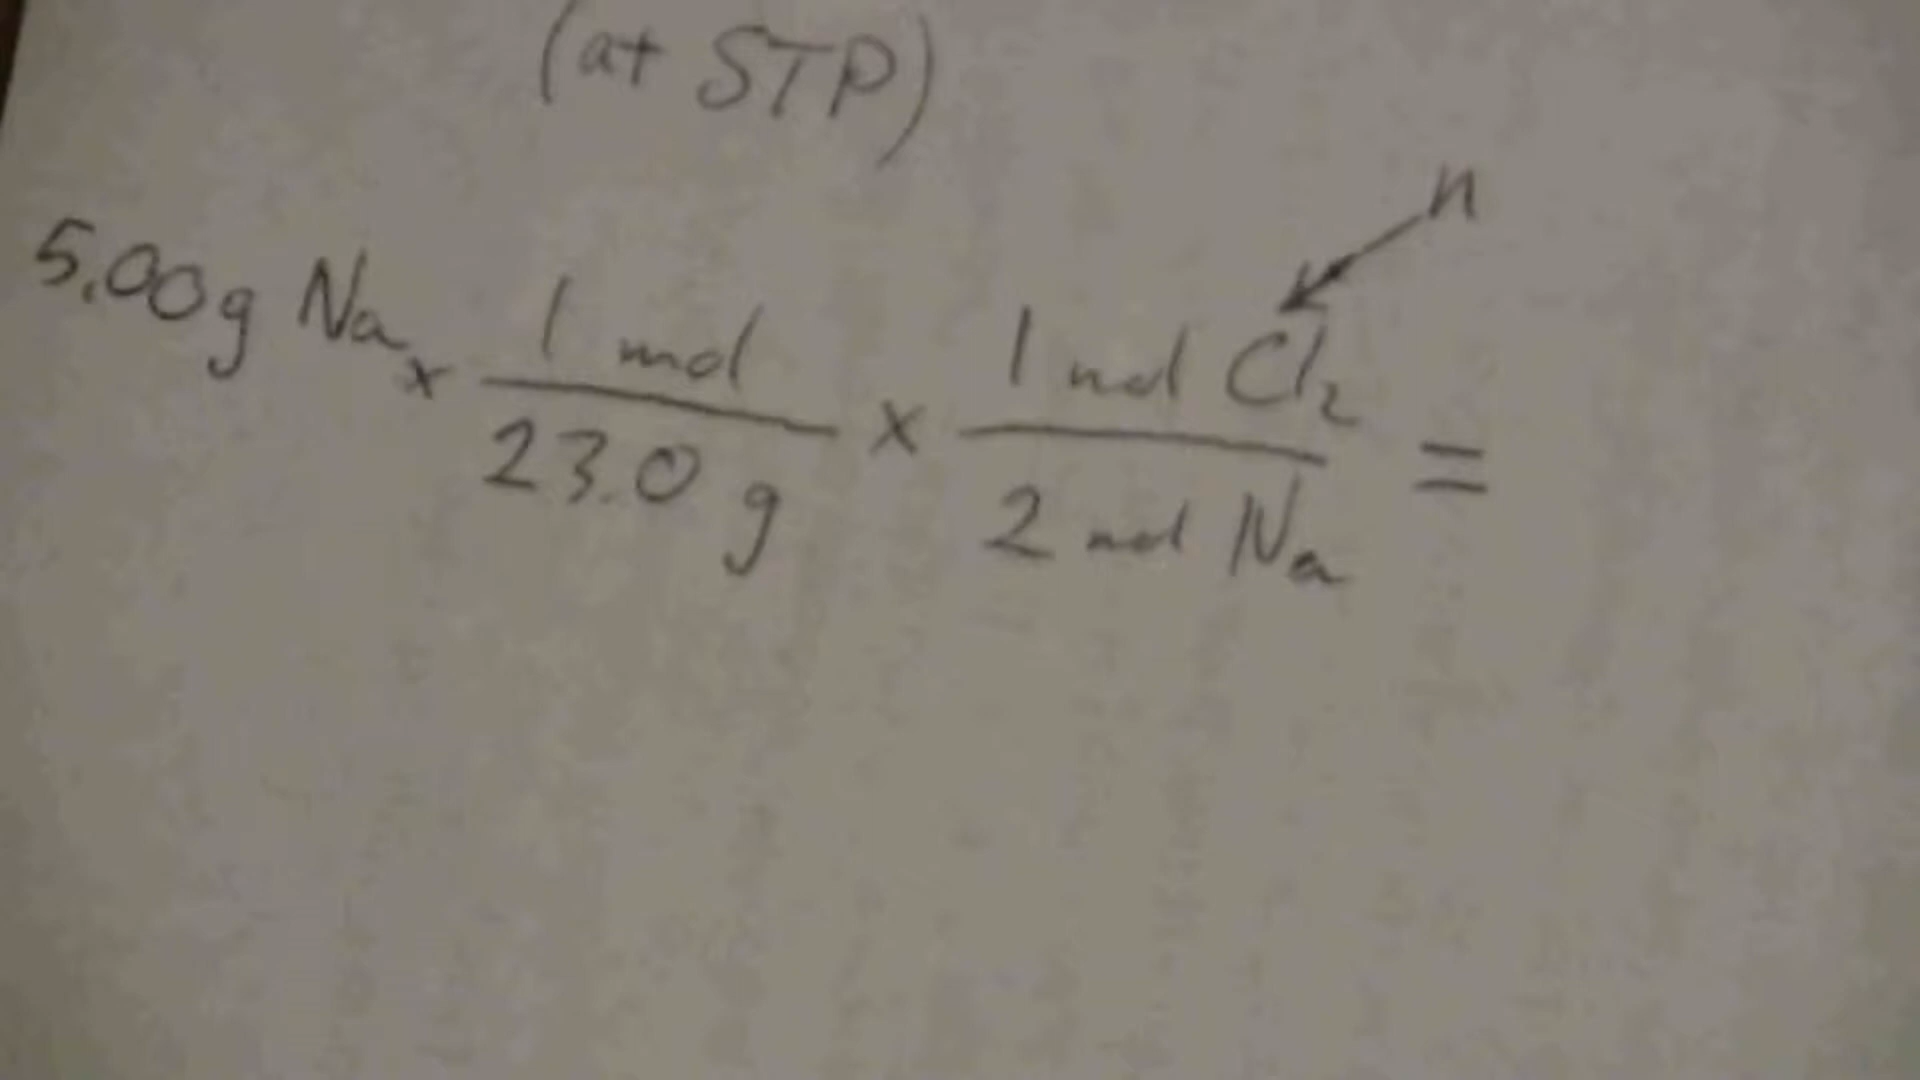 (at STP)
n
5.00g Na x 1 mol / 23.0 g x 1 mol Cl₂ / 2 mol Na =